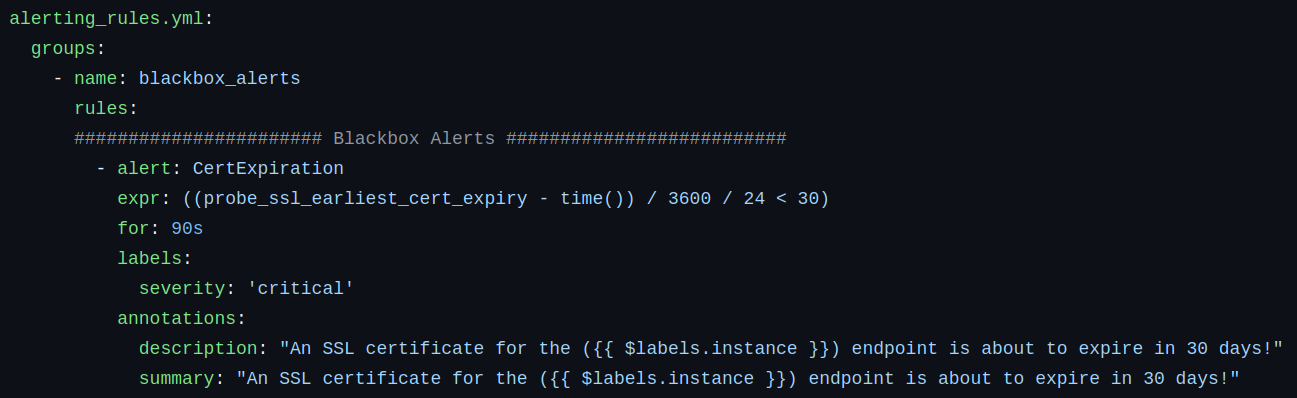 alerting_rules.yml:
  groups:
    - name: blackbox_alerts
      rules:
      ####################### Blackbox Alerts ##########################
        - alert: CertExpiration
          expr: ((probe_ssl_earliest_cert_expiry - time()) / 3600 / 24 < 30)
          for: 90s
          labels:
            severity: 'critical'
          annotations:
            description: "An SSL certificate for the ({{ $labels.instance }}) endpoint is about to expire in 30 days!"
            summary: "An SSL certificate for the ({{ $labels.instance }}) endpoint is about to expire in 30 days!"